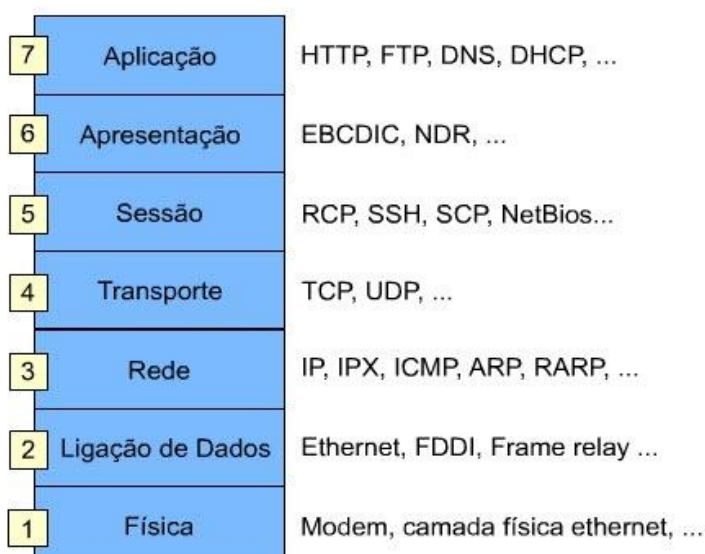 7 Aplicação HTTP, FTP, DNS, DHCP, ...
6 Apresentação EBCDIC, NDR, ...
5 Sessão RCP, SSH, SCP, NetBios...
4 Transporte TCP, UDP, ...
3 Rede IP, IPX, ICMP, ARP, RARP, ...
2 Ligação de Dados Ethernet, FDDI, Frame relay ...
1 Física Modem, camada física ethernet, ...